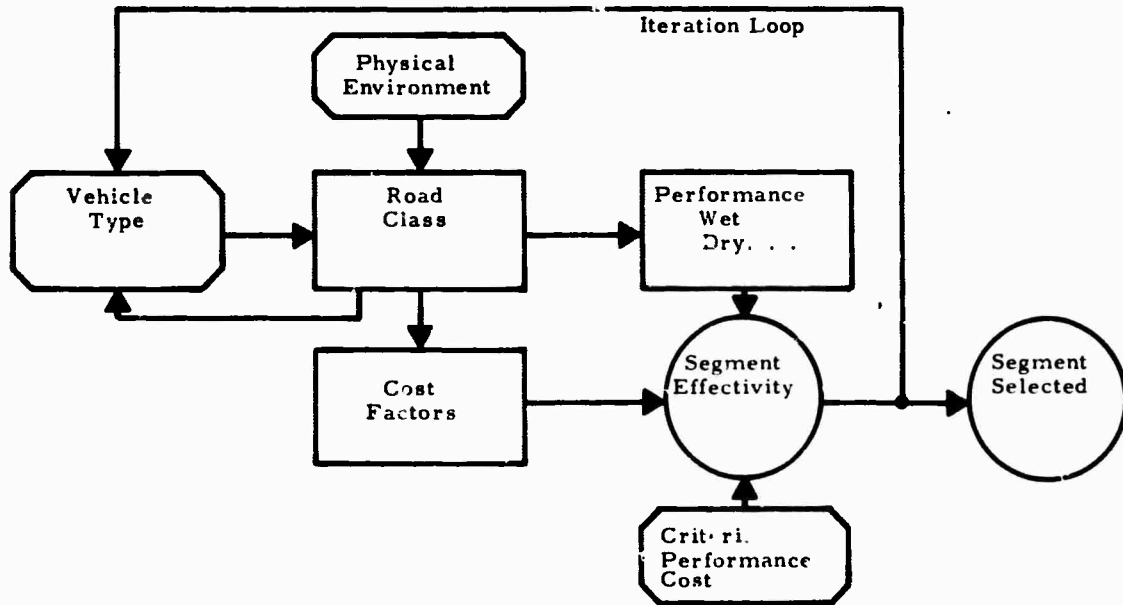 Iteration Loop
Physical
Environment
Vehicle
Type
Road
Class
Performance
Wet
Dry. . .
Cost
Factors
Segment
Effectivity
Segment
Selected
Performance
Cost